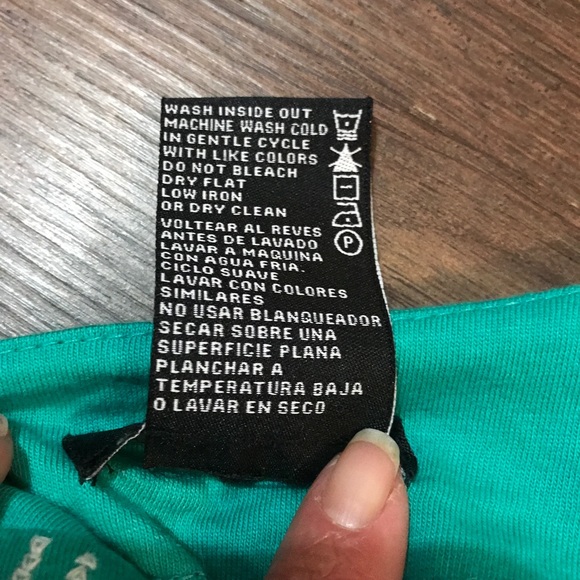 WASH INSIDE OUT
MACHINE WASH COLD
IN GENTLE CYCLE
WITH LIKE COLORS
DO NOT BLEACH
DRY FLAT
LOW IRON
OR DRY CLEAN
VOLTEAR AL REVES
ANTES DE LAVADO
LAVAR A MAQUINA
CON AGUA FRIA.
CICLO SUAVE
LAVAR CON COLORES
SIMILARES
NO USAR BLANQUEADOR
SECAR SOBRE UNA
SUPERFICIE PLANA
PLANCHAR A
TEMPERATURA BAJA
O LAVAR EN SECO
P